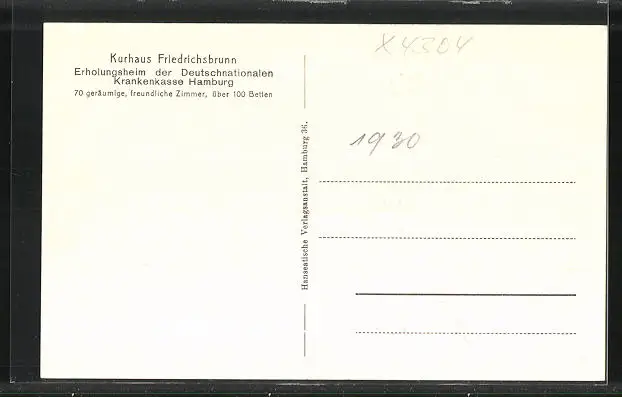 Kurhaus Friedrichsbrunn
Erholungsheim der Deutschnationalen
Krankenkasse Hamburg
70 geräumige, freundliche Zimmer, über 100 Betten
Hanseatische Verlagsanstalt, Hamburg 36.
X4304
1930